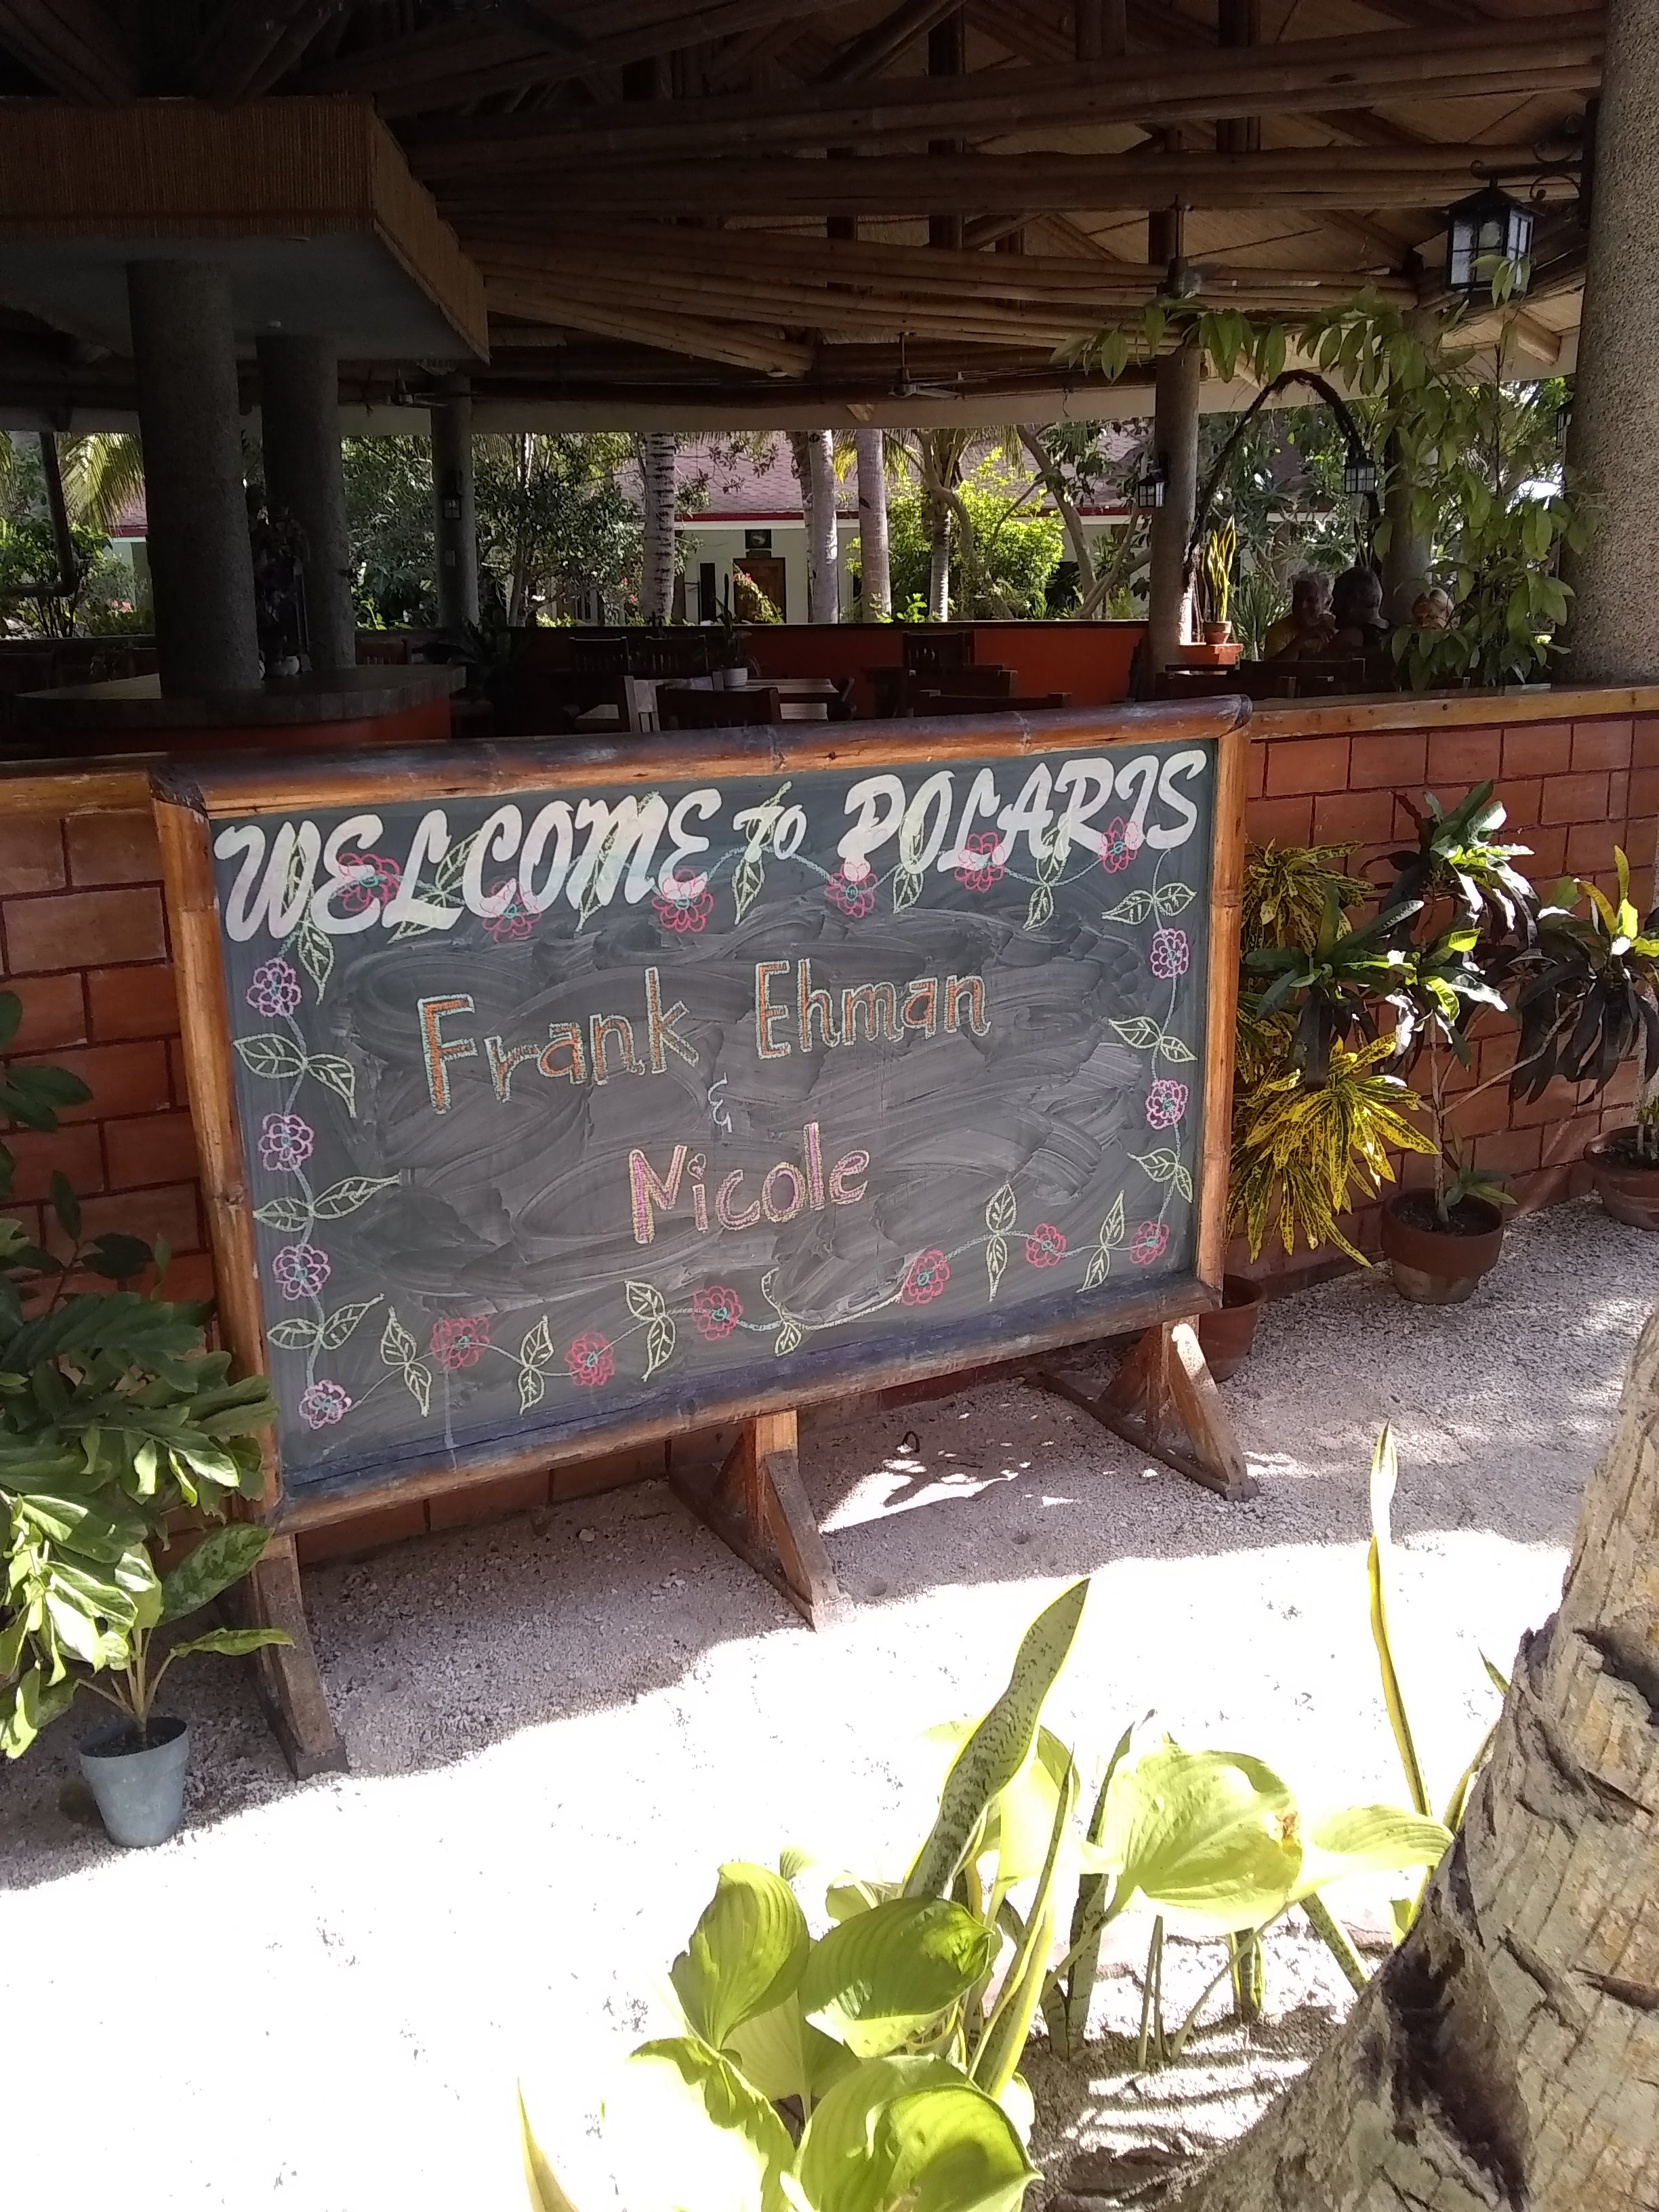 WELCOME TO POLARIS
Frank Ehman
&
Nicole